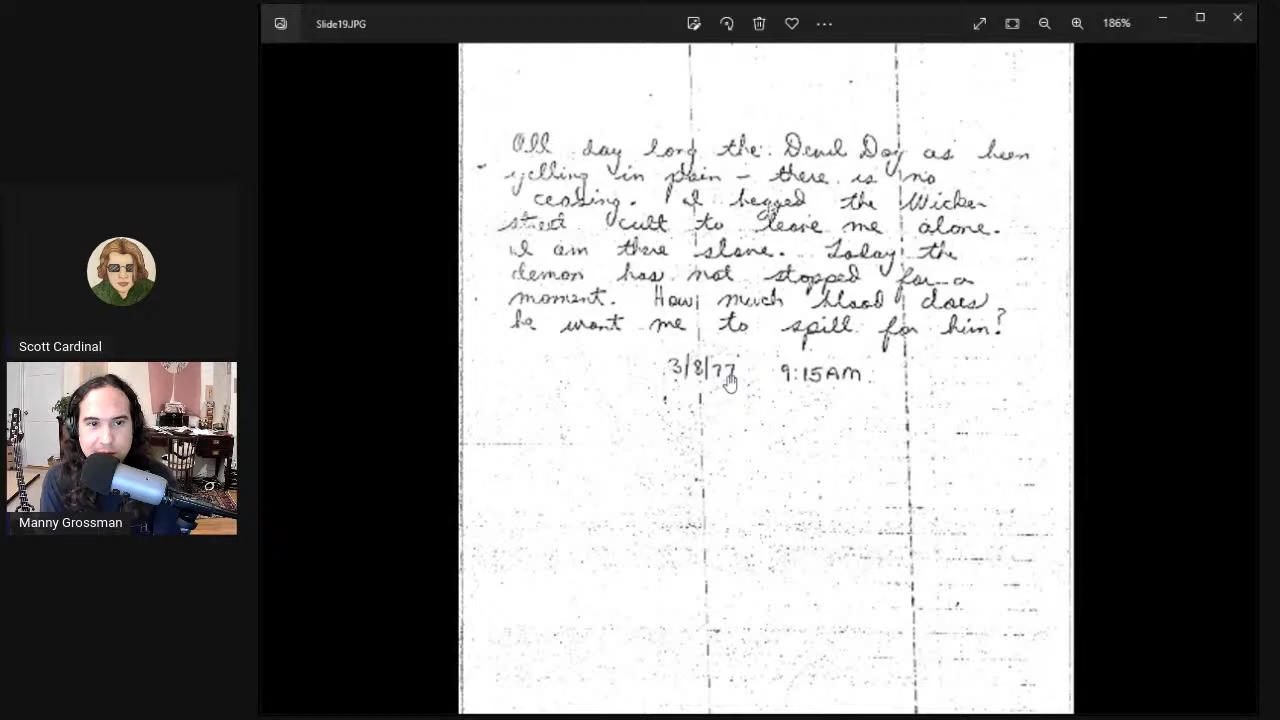 Slide19.JPG
186%
All day long the Devil Dog as been
yelling in pain - there is no
ceasing. I begged the Wicker
street cult to leave me alone.
I am there slave. Today the
demon has not stopped for a
moment. How much blood does
he want me to spill for him?
3/8/77 9:15AM
Scott Cardinal
Manny Grossman